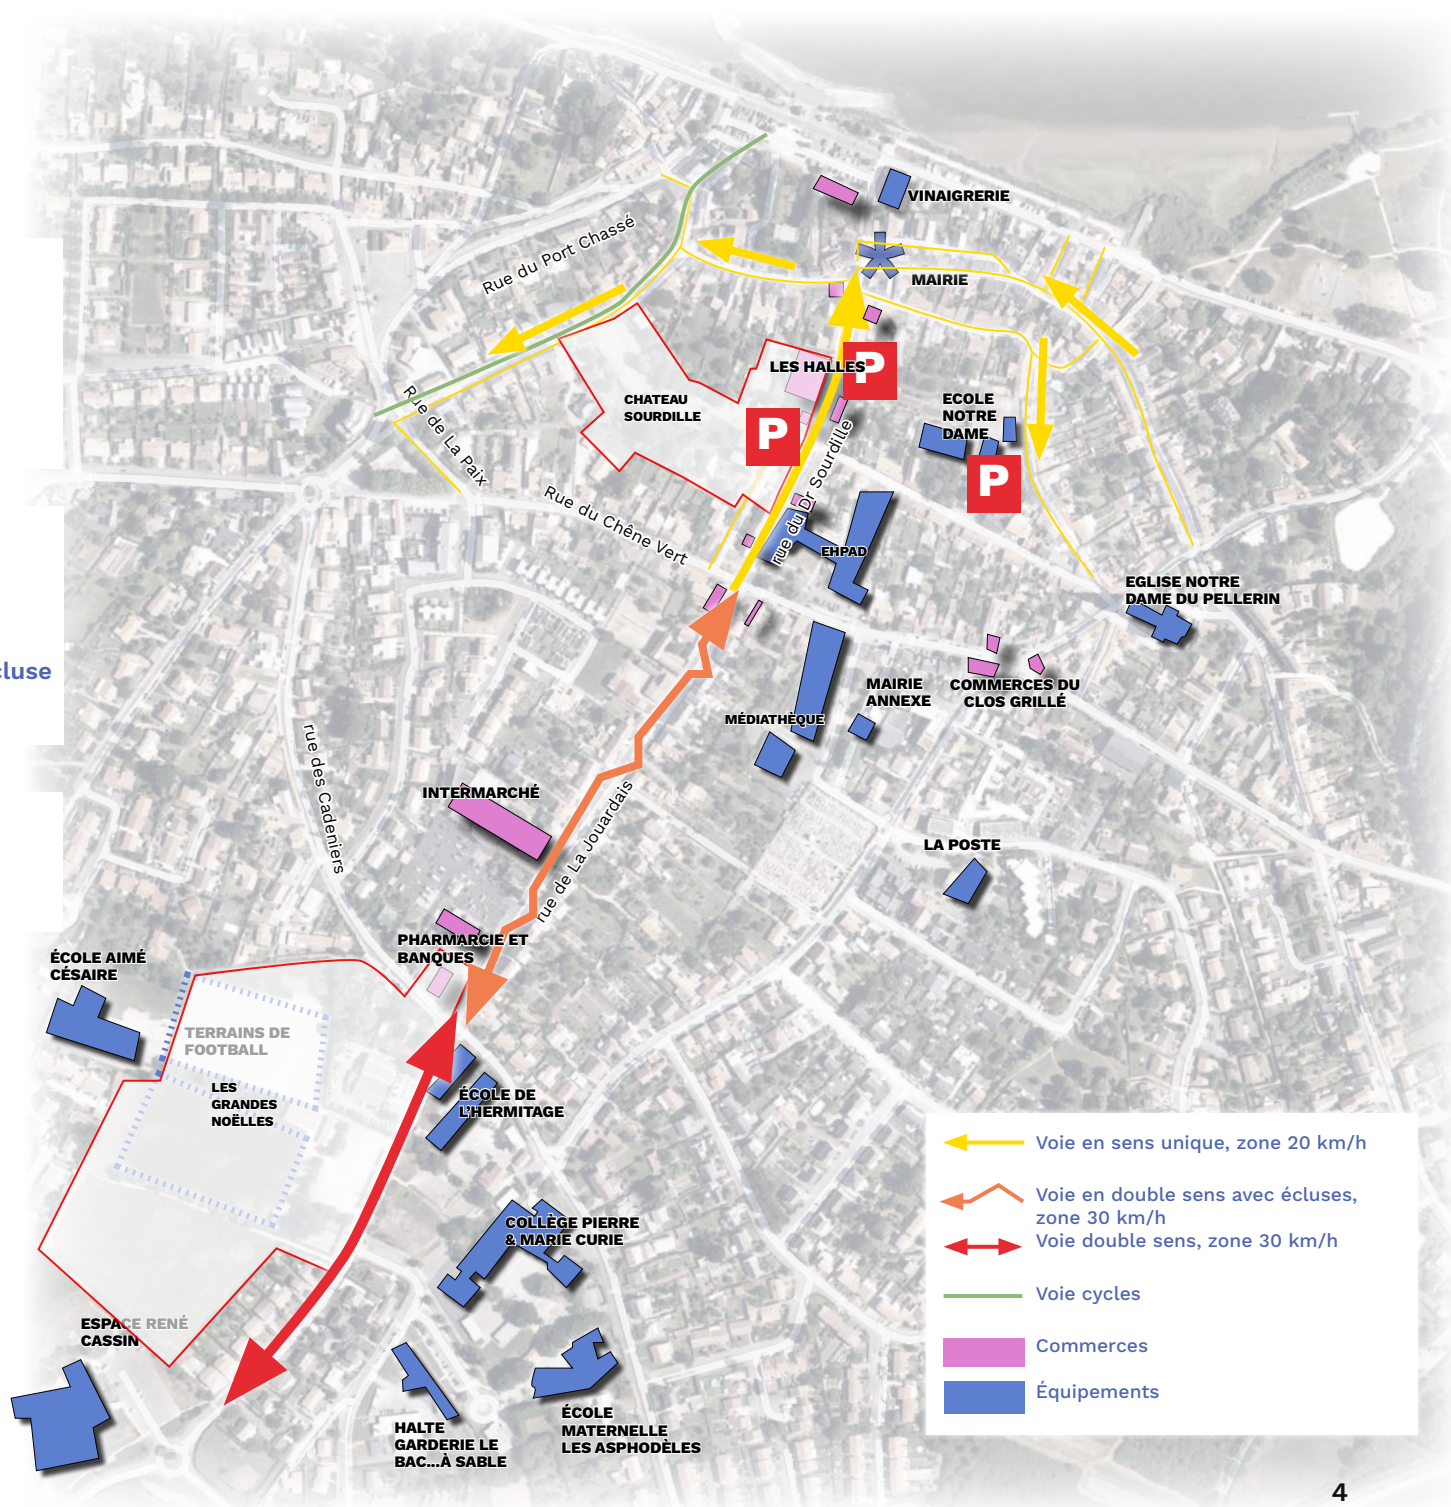 VINAIGRERIE
Rue du Port Chassé
MAIRIE
LES HALLES
P
CHATEAU
SOURDILLE
Rue de La Paix
P
ECOLE
NOTRE
DAME
P
rue du Dr Sourdille
Rue du Chêne Vert
EHPAD
EGLISE NOTRE
DAME DU PELLERIN
cluse
MAIRIE
ANNEXE
COMMERCES DU
CLOS GRILLÉ
MÉDIATHÈQUE
rue des Cadeniers
INTERMARCHÉ
rue de La Jouardais
LA POSTE
PHARMARCIE ET
BANQUES
ÉCOLE AIMÉ
CÉSAIRE
TERRAINS DE
FOOTBALL
LES
GRANDES
NOËLLES
ÉCOLE DE
L'HERMITAGE
COLLÈGE PIERRE
& MARIE CURIE
ESPACE RENÉ
CASSIN
HALTE
GARDERIE LE
BAC...À SABLE
ÉCOLE
MATERNELLE
LES ASPHODÈLES
Voie en sens unique, zone 20 km/h
Voie en double sens avec écluses,
zone 30 km/h
Voie double sens, zone 30 km/h
Voie cycles
Commerces
Équipements
4